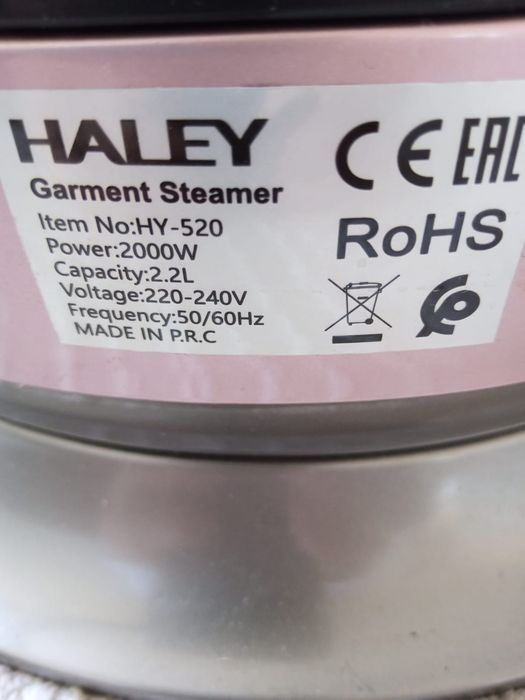 HALEY
Garment Steamer
Item No:HY-520
Power:2000W
Capacity:2.2L
Voltage:220-240V
Frequency:50/60Hz
MADE IN P.R.C
CE EAC
RoHS